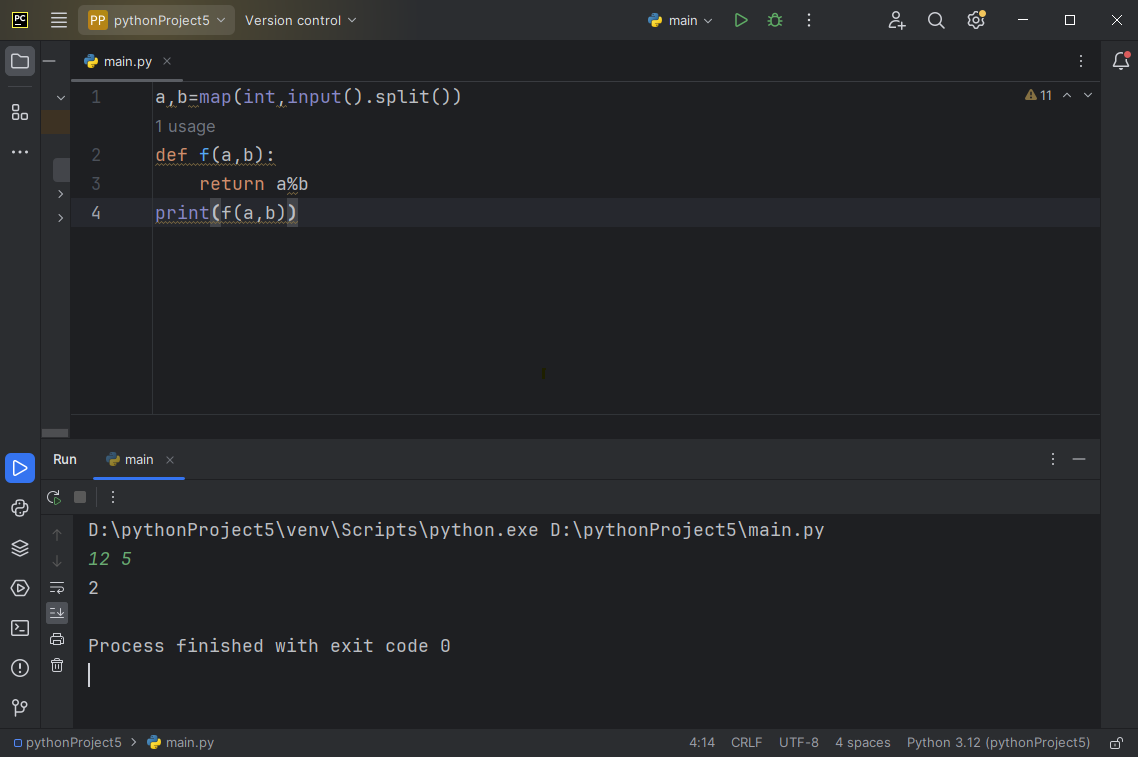 PC PP pythonProject5 Version control main
main.py
11
1 a,b=map(int,input().split())
1 usage
2 def f(a,b):
3     return a%b
4 print(f(a,b))
Run main
D:\pythonProject5\venv\Scripts\python.exe D:\pythonProject5\main.py
12 5
2
Process finished with exit code 0
pythonProject5 main.py 4:14 CRLF UTF-8 4 spaces Python 3.12 (pythonProject5)